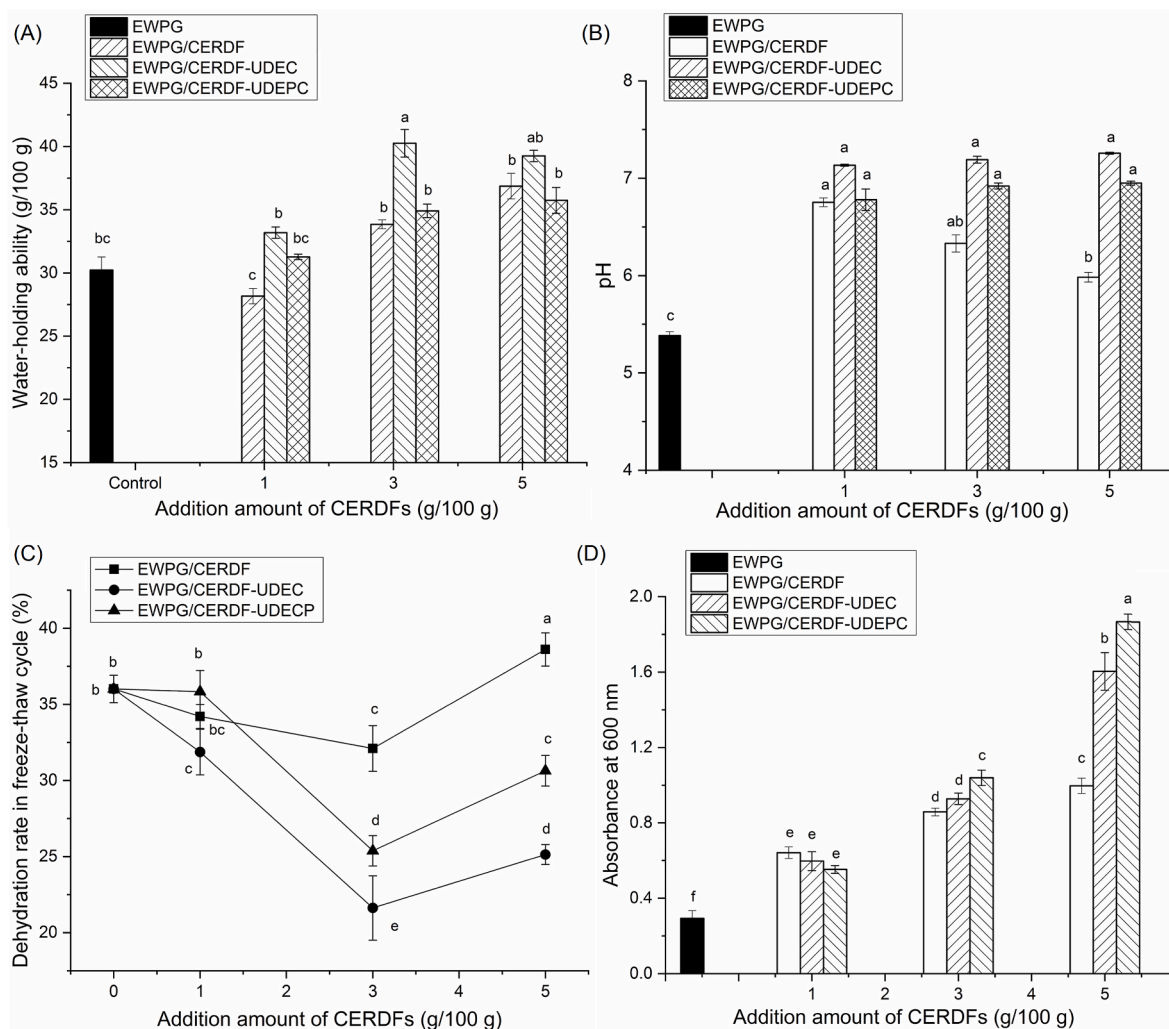 (A)
EWPG
EWPG/CERDF
EWPG/CERDF-UDEC
EWPG/CERDF-UDEPC
Water-holding ability (g/100 g)
45
40
35
30
25
20
15
bc
c
b
bc
b
a
b
b
ab
b
Control
1
3
5
Addition amount of CERDFs (g/100 g)
(B)
EWPG
EWPG/CERDF
EWPG/CERDF-UDEC
EWPG/CERDF-UDEPC
pH
8
7
6
5
4
c
a
a
a
ab
a
a
b
a
a
1
3
5
Addition amount of CERDFs (g/100 g)
(C)
EWPG/CERDF
EWPG/CERDF-UDEC
EWPG/CERDF-UDECP
Dehydration rate in freeze-thaw cycle (%)
40
35
30
25
20
b
b
b
bc
c
c
d
e
a
c
d
0
1
2
3
4
5
Addition amount of CERDFs (g/100 g)
(D)
EWPG
EWPG/CERDF
EWPG/CERDF-UDEC
EWPG/CERDF-UDEPC
Absorbance at 600 nm
2.0
1.6
1.2
0.8
0.4
0.0
f
e
e
e
d
d
c
c
b
a
1
2
3
4
5
Addition amount of CERDFs (g/100 g)